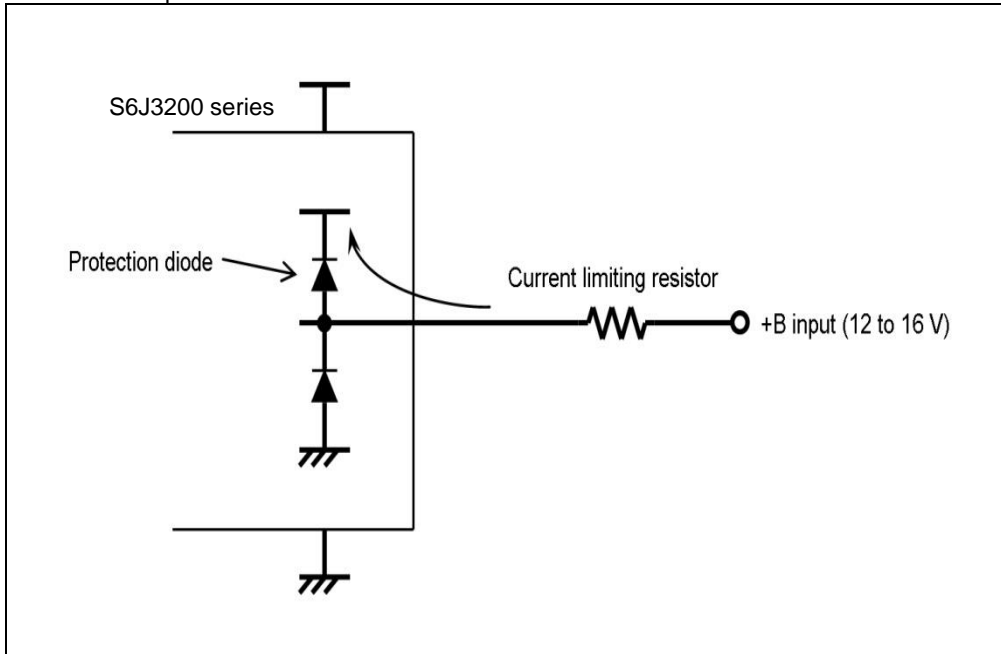 S6J3200 series
Protection diode
Current limiting resistor
+B input (12 to 16 V)